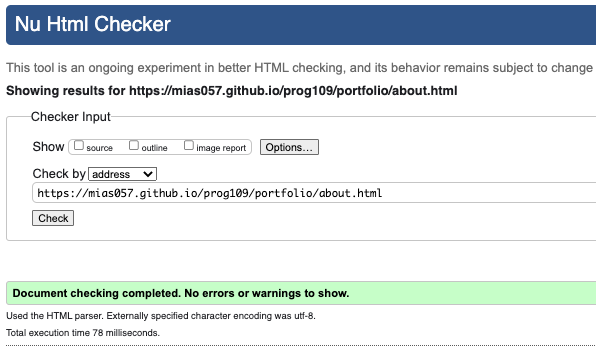 Nu Html Checker
This tool is an ongoing experiment in better HTML checking, and its behavior remains subject to change
Showing results for https://mias057.github.io/prog109/portfolio/about.html
Checker Input
Show source outline image report Options...
Check by address
https://mias057.github.io/prog109/portfolio/about.html
Check
Document checking completed. No errors or warnings to show.
Used the HTML parser. Externally specified character encoding was utf-8.
Total execution time 78 milliseconds.